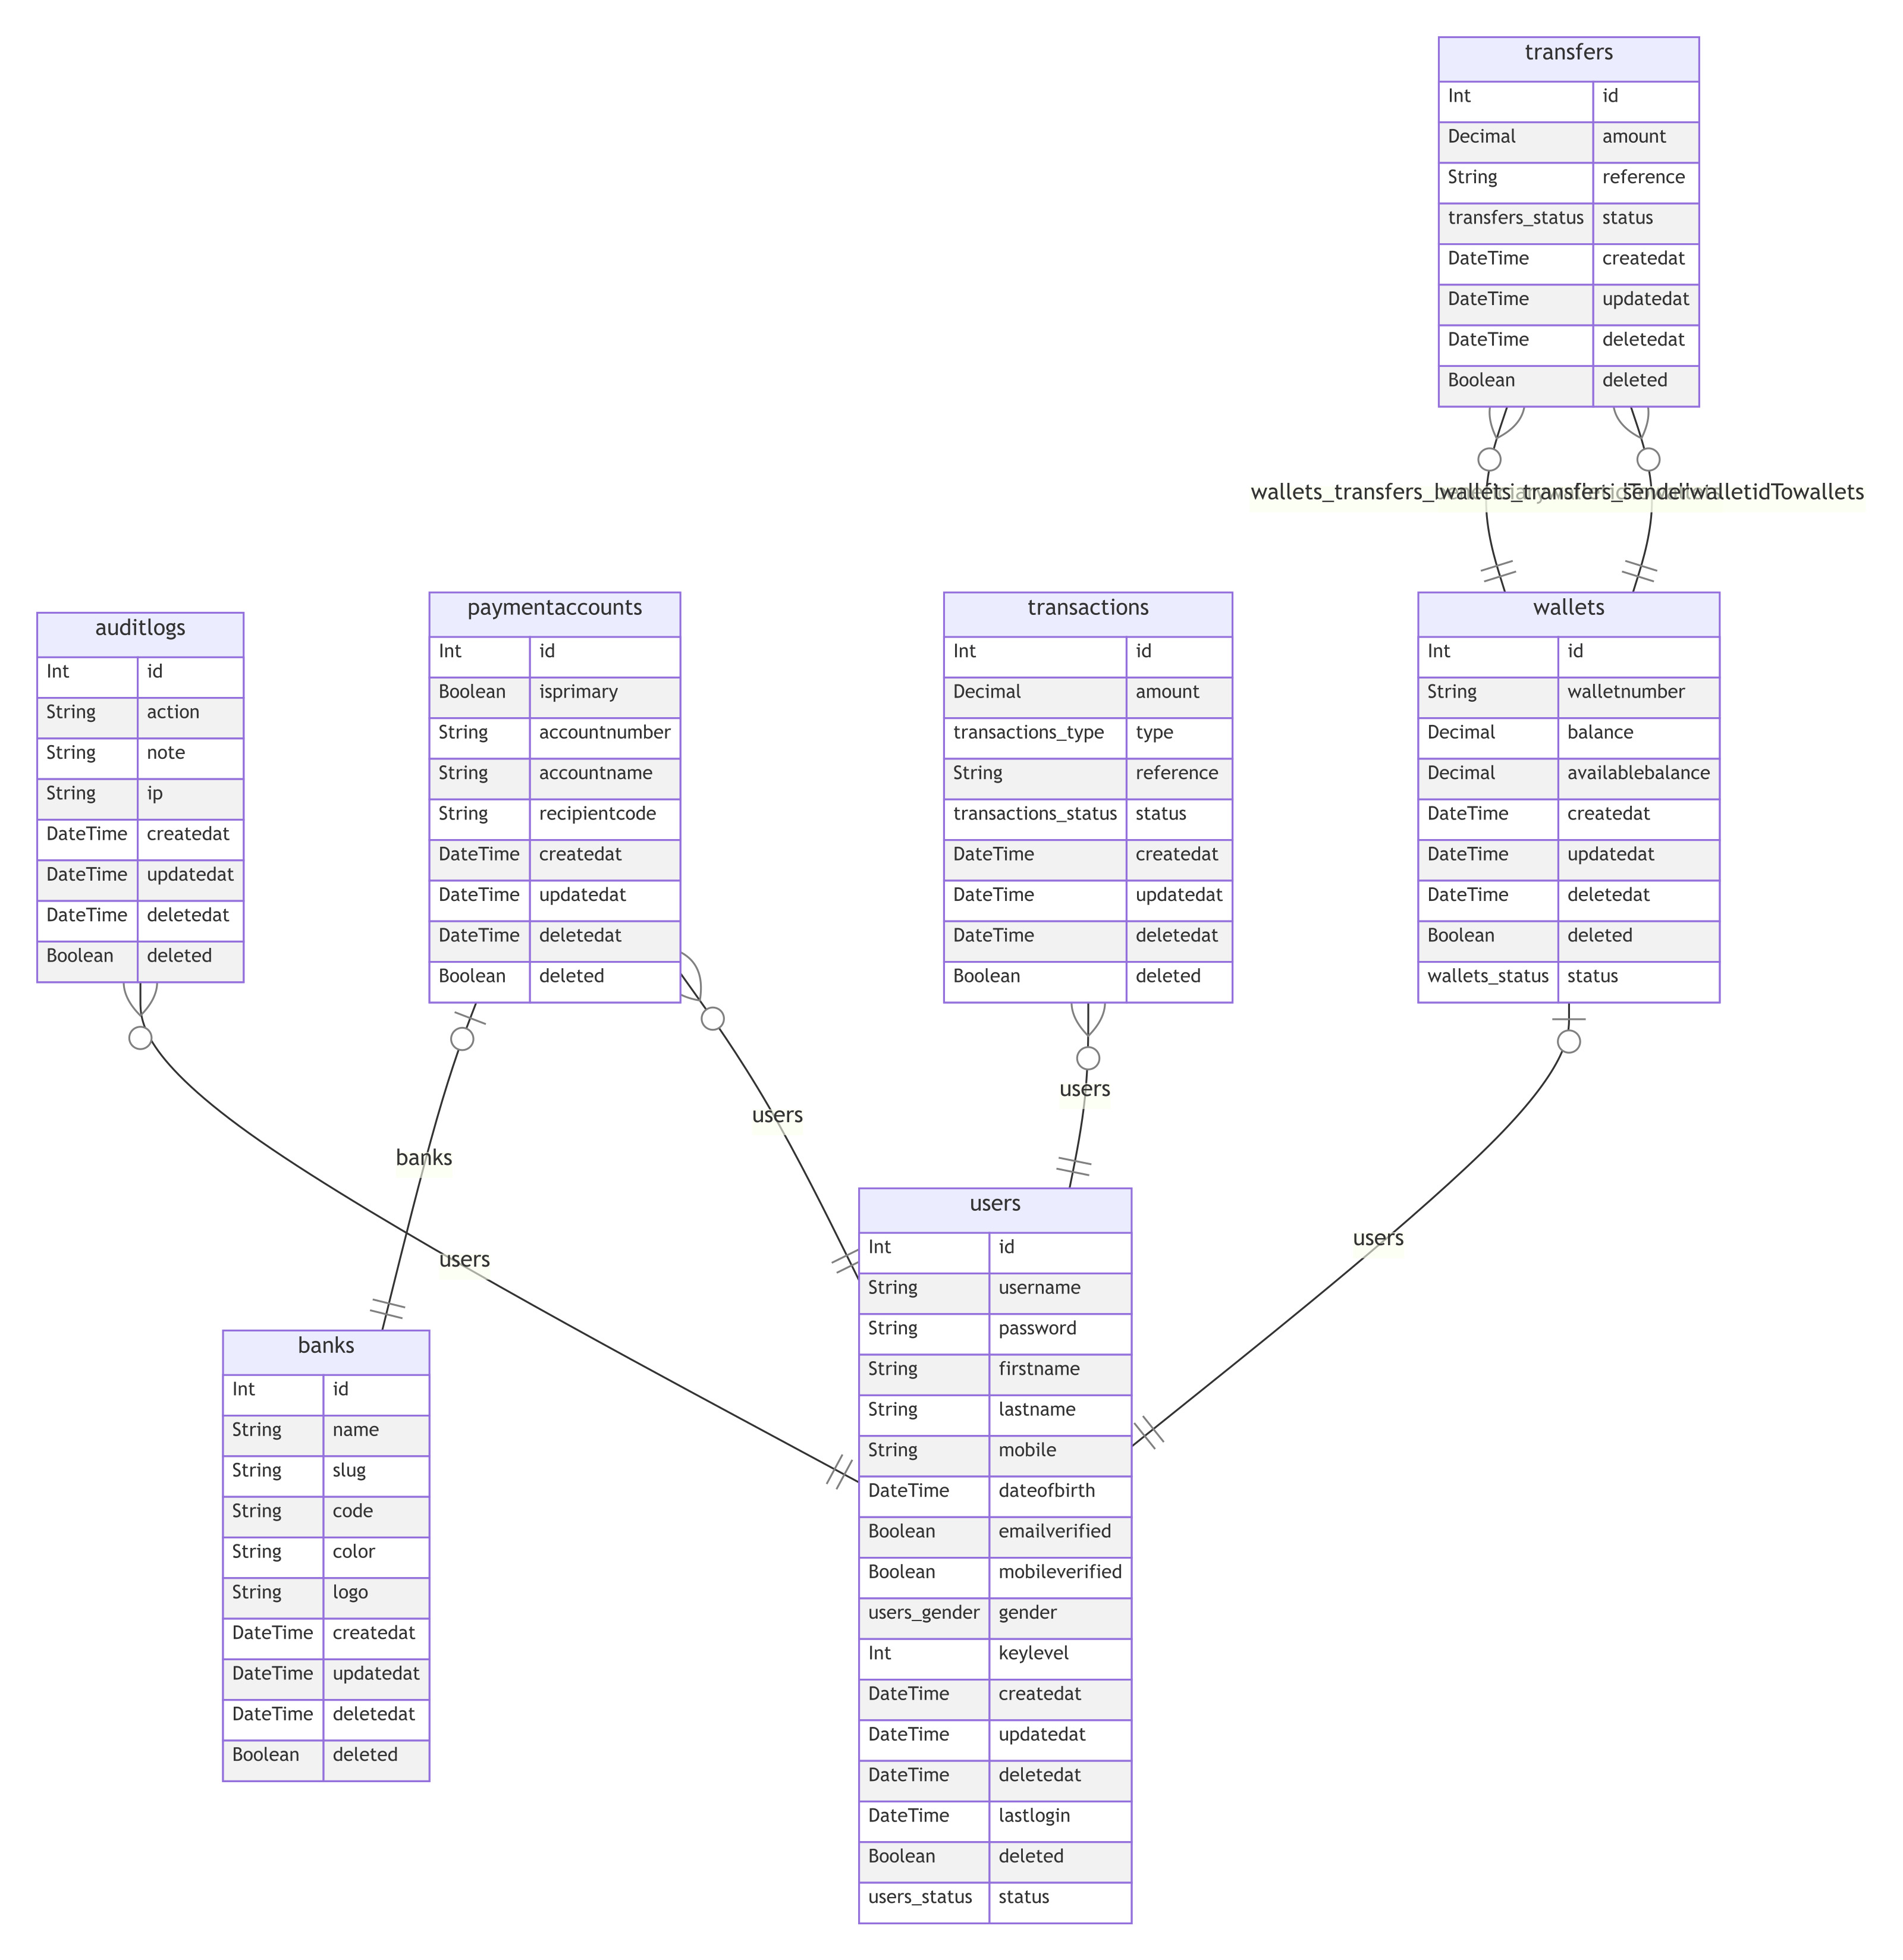 transfers
Int id
Decimal amount
String reference
transfers_status status
DateTime createdat
DateTime updatedat
DateTime deletedat
Boolean deleted
wallets_transfers_sender walletidTowallets
auditlogs
Int id
String action
String note
String ip
DateTime createdat
DateTime updatedat
DateTime deletedat
Boolean deleted
paymentaccounts
Int id
Boolean isprimary
String accountnumber
String accountname
String recipientcode
DateTime createdat
DateTime updatedat
DateTime deletedat
Boolean deleted
transactions
Int id
Decimal amount
transactions_type type
String reference
transactions_status status
DateTime createdat
DateTime updatedat
DateTime deletedat
Boolean deleted
wallets
Int id
String walletnumber
Decimal balance
Decimal availablebalance
DateTime createdat
DateTime updatedat
DateTime deletedat
Boolean deleted
wallets_status status
users
users
banks
users
users
users
Int id
String username
String password
String firstname
String lastname
String mobile
DateTime dateofbirth
Boolean emailverified
Boolean mobileverified
users_gender gender
Int keylevel
DateTime createdat
DateTime updatedat
DateTime deletedat
DateTime lastlogin
Boolean deleted
users_status status
banks
Int id
String name
String slug
String code
String color
String logo
DateTime createdat
DateTime updatedat
DateTime deletedat
Boolean deleted